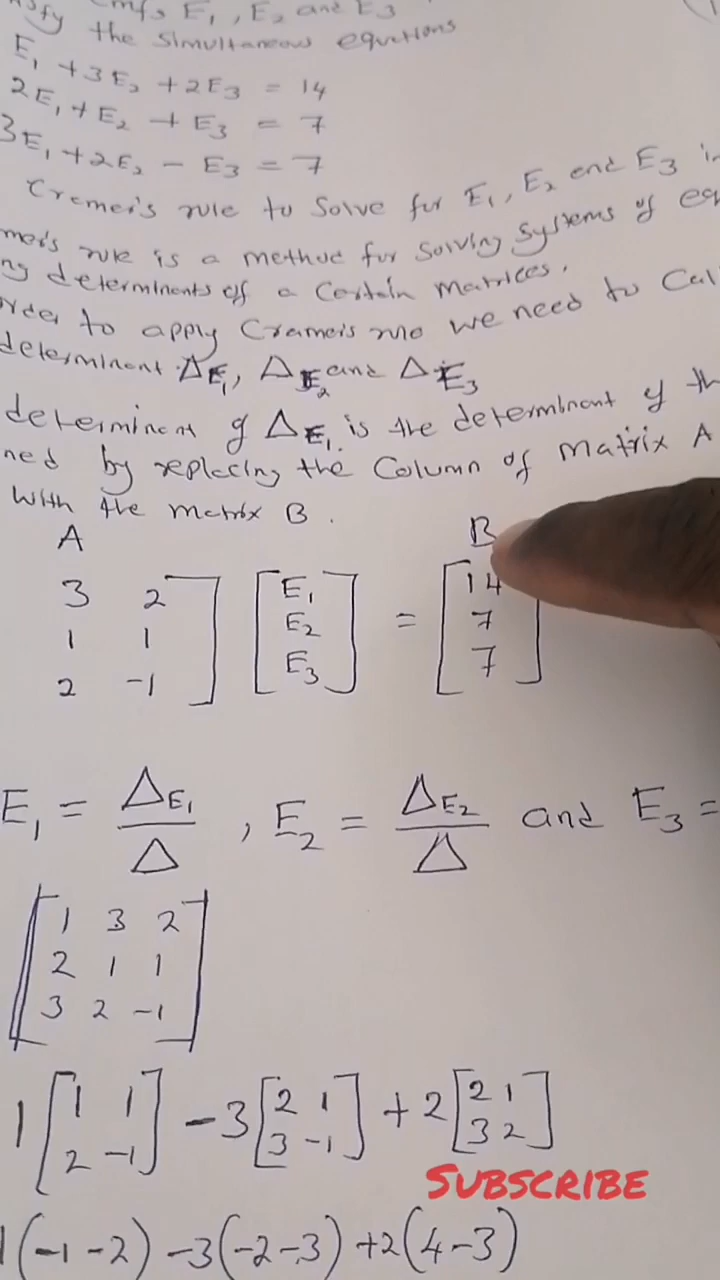 E₁, E₂ and E₃
the simultaneous equations
E₁ + 3E₂ + 2E₃ = 14
2E₁ + E₂ + E₃ = 7
3E₁ + 2E₂ - E₃ = 7
Cramer's rule to solve for E₁, E₂ and E₃
rule is a method for solving systems of
determinants of a certain matrices.
to apply Cramer's we need to
determinant ΔE₁, ΔE₂ and ΔE₃
determinant of ΔE₁ is the determinant of
by replacing the column of matrix A
with the matrix B.
A B
3 2 ] [ E₁ ] = [ 14 ]
1 1 ] [ E₂ ] [ 7 ]
2 -1 ] [ E₃ ] [ 7 ]
E₁ = ΔE₁/Δ , E₂ = ΔE₂/Δ and E₃ =
[ 1 3 2 ]
[ 2 1 1 ]
[ 3 2 -1 ]
1 [ 1 1 ] - 3 [ 2 1 ] + 2 [ 2 1 ]
[ 2 -1 ] [ 3 -1 ] [ 3 2 ]
SUBSCRIBE
1(-1 -2) -3(-2-3) +2(4-3)